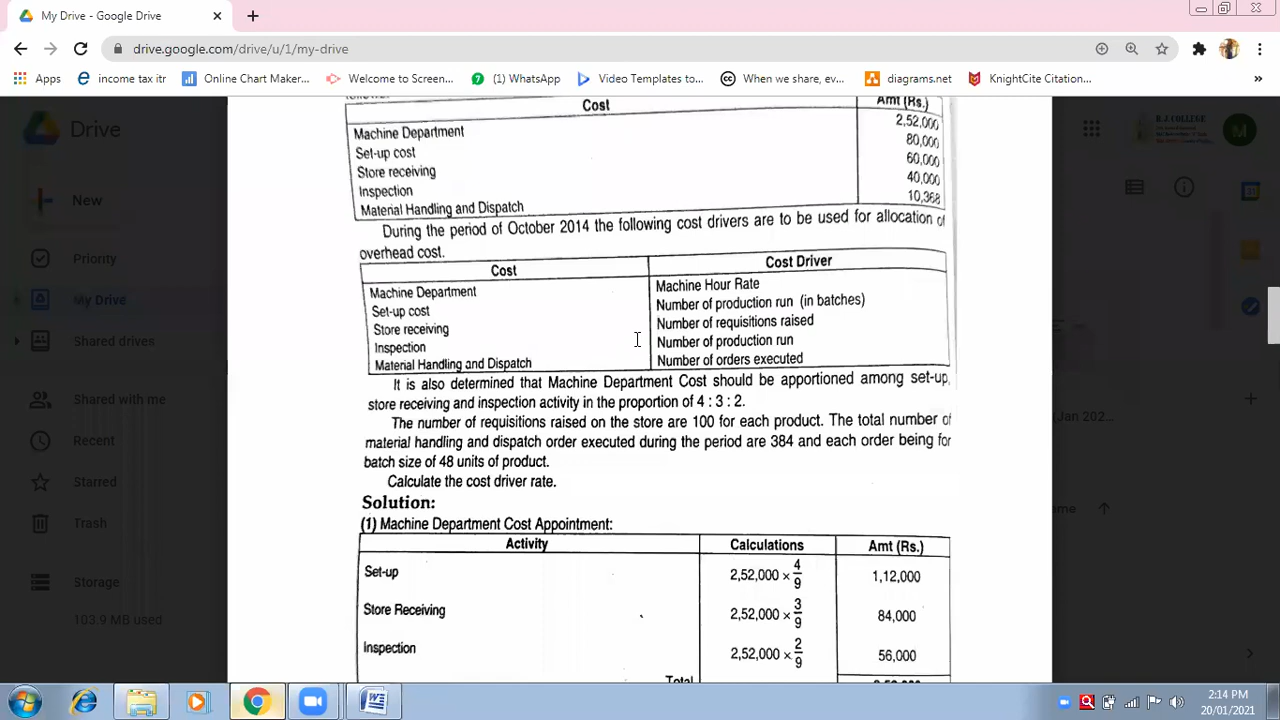 My Drive - Google Drive
drive.google.com/drive/u/1/my-drive
Apps income tax itr Online Chart Maker... Welcome to Screen... (1) WhatsApp Video Templates to... When we share, ev... diagrams.net KnightCite Citation... »
Drive
New
Priority
My Drive
Shared drives
Shared with me
Recent
Starred
Trash
Storage
103.9 MB used
R. J. COLLEGE
M
(Jan 202...
Cost Amt (Rs.)
Machine Department 2,52,000
Set-up cost 80,000
Store receiving 60,000
Inspection 40,000
Material Handling and Dispatch 10,368
During the period of October 2014 the following cost drivers are to be used for allocation of
overhead cost.
Cost Cost Driver
Machine Department Machine Hour Rate
Set-up cost Number of production run (in batches)
Store receiving Number of requisitions raised
Inspection Number of production run
Material Handling and Dispatch Number of orders executed
It is also determined that Machine Department Cost should be apportioned among set-up,
store receiving and inspection activity in the proportion of 4 : 3 : 2.
The number of requisitions raised on the store are 100 for each product. The total number of
material handling and dispatch order executed during the period are 384 and each order being for
batch size of 48 units of product.
Calculate the cost driver rate.
Solution:
(1) Machine Department Cost Appointment:
Activity Calculations Amt (Rs.)
Set-up 2,52,000 × 4/9 1,12,000
Store Receiving 2,52,000 × 3/9 84,000
Inspection 2,52,000 × 2/9 56,000
Total
2:14 PM
20/01/2021